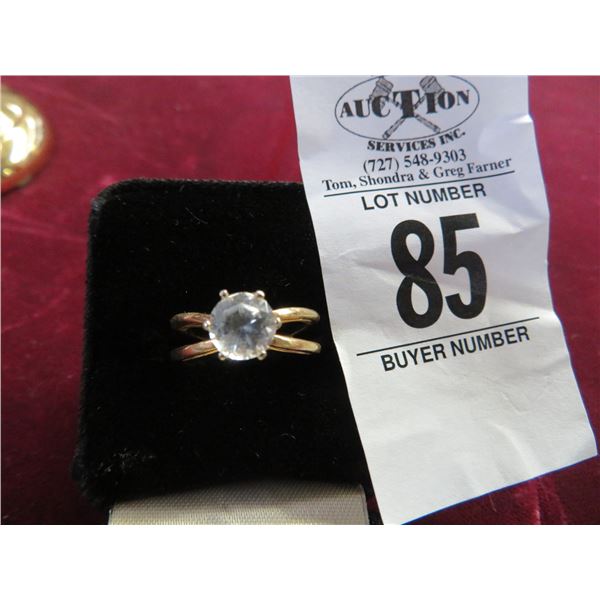 AUCTION
SERVICES INC.
(727) 548-9303
Tom, Shondra & Greg Farner
LOT NUMBER
85
BUYER NUMBER